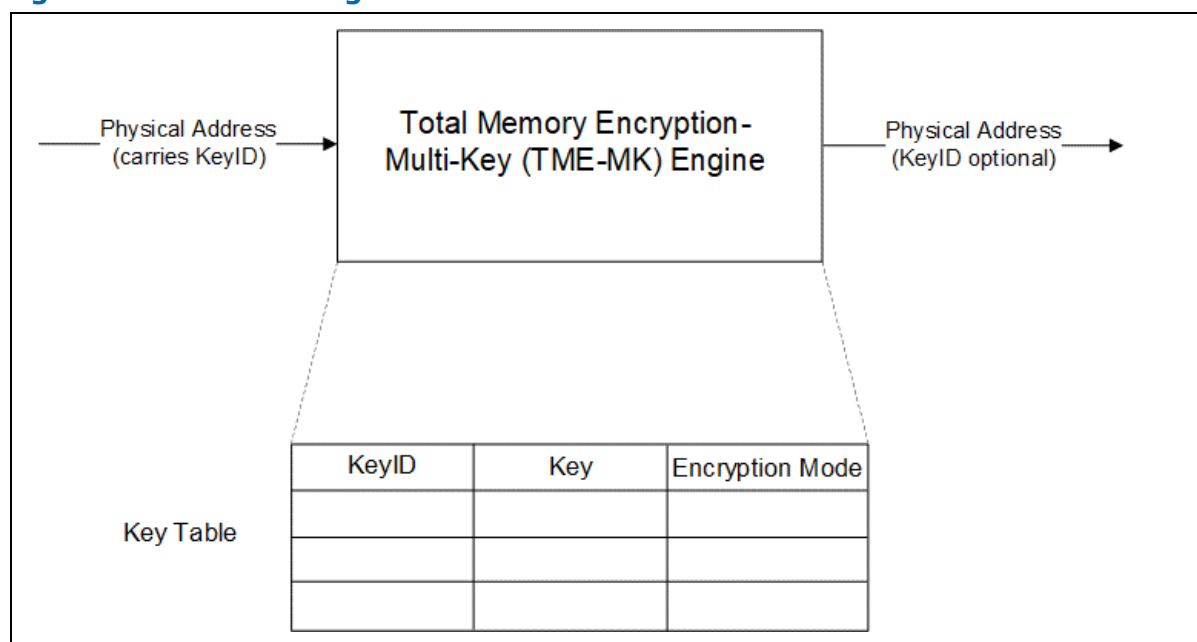 Physical Address
(carries KeyID)
Total Memory Encryption-
Multi-Key (TME-MK) Engine
Physical Address
(KeyID optional)
KeyID Key Encryption Mode
Key Table